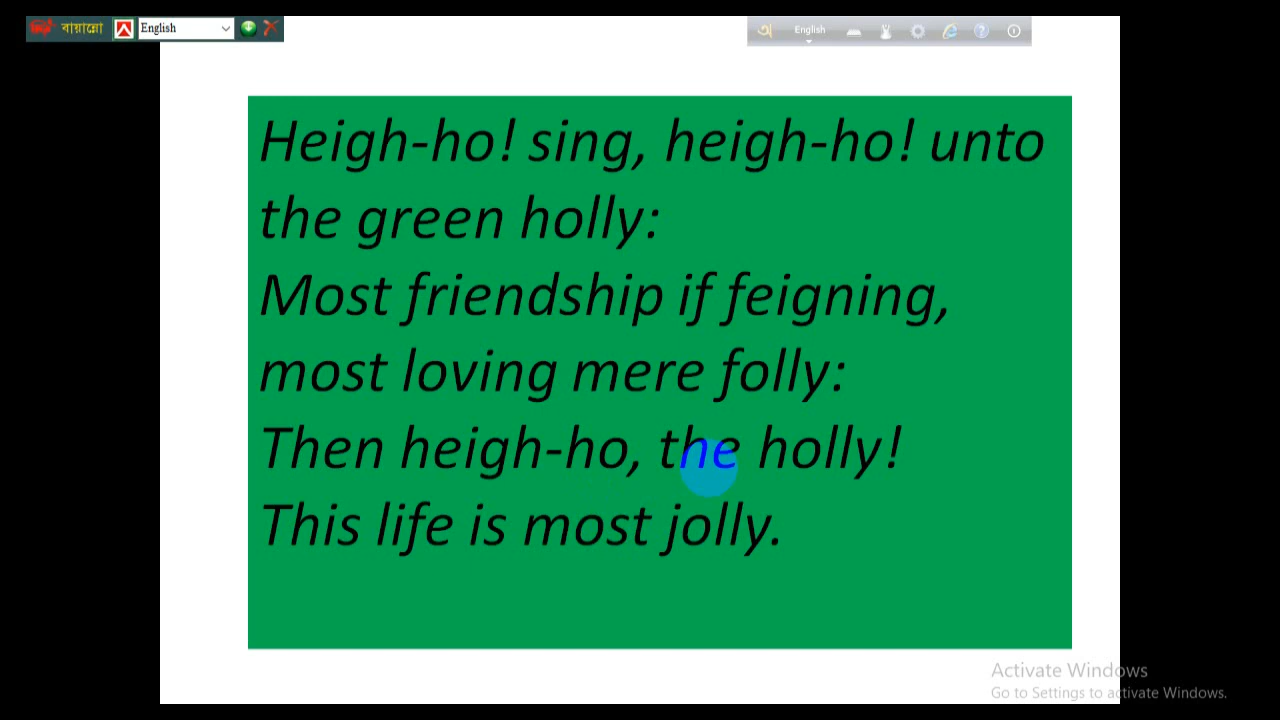 বায়ান্নো
English
অ
English
Heigh-ho! sing, heigh-ho! unto
the green holly:
Most friendship if feigning,
most loving mere folly:
Then heigh-ho, the holly!
This life is most jolly.
Activate Windows
Go to Settings to activate Windows.